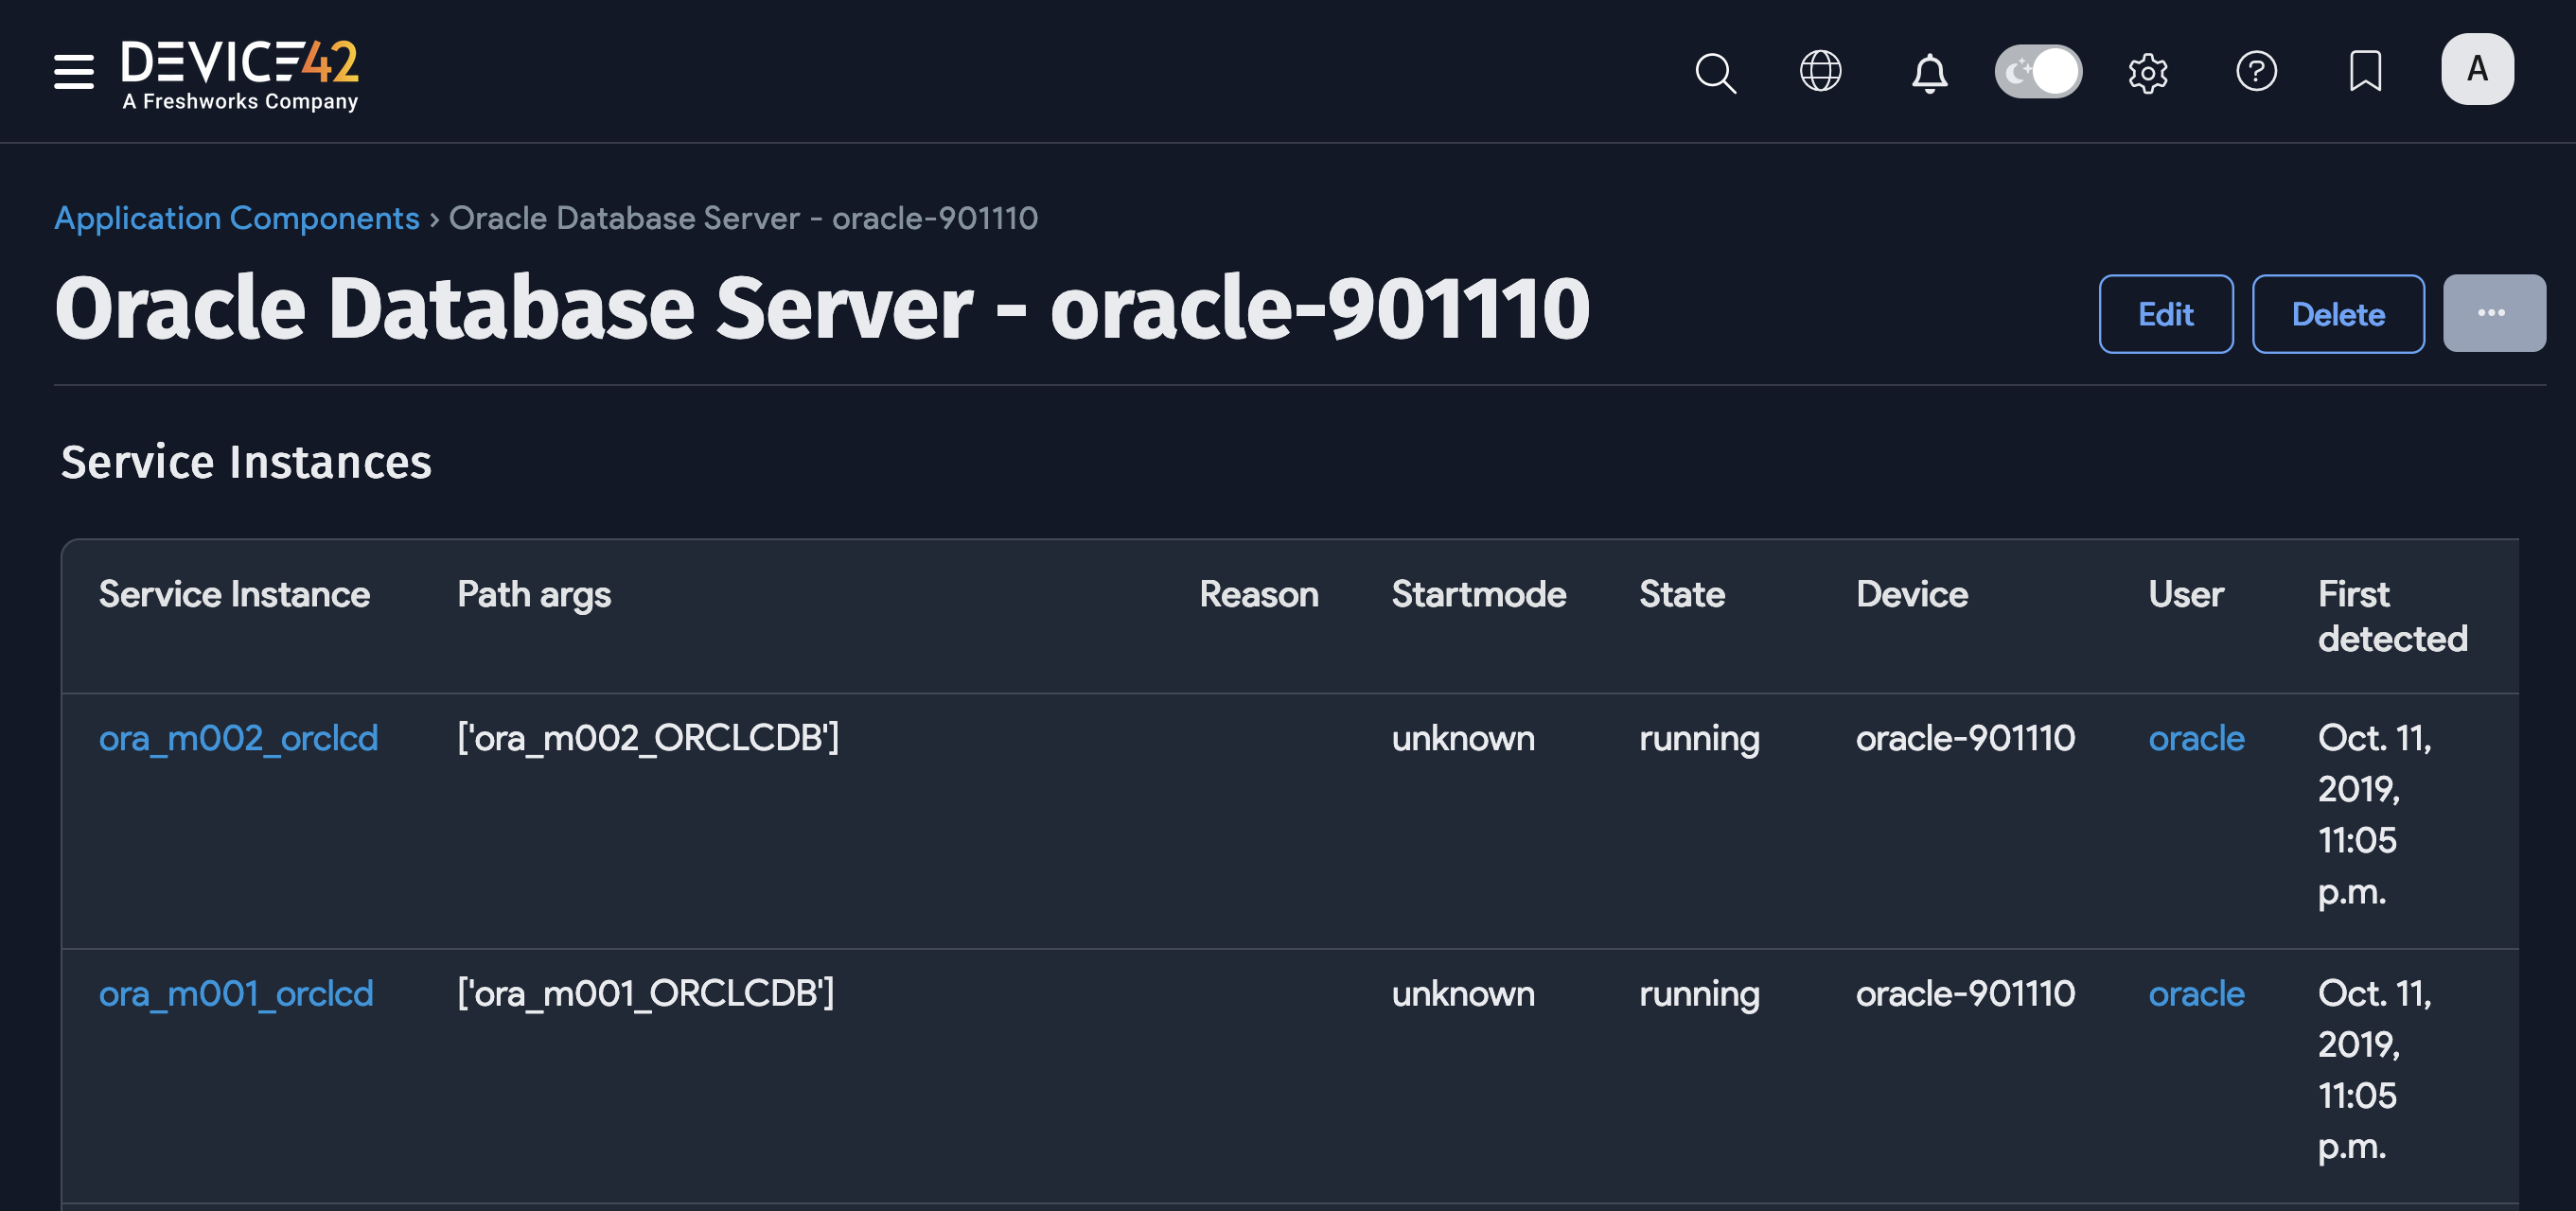 DEVICE42
A Freshworks Company
A
Application Components › Oracle Database Server - oracle-901110
Oracle Database Server - oracle-901110
Edit
Delete
...
Service Instances
Service Instance Path args Reason Startmode State Device User First detected
ora_m002_orclcd ['ora_m002_ORCLCDB'] unknown running oracle-901110 oracle Oct. 11, 2019, 11:05 p.m.
ora_m001_orclcd ['ora_m001_ORCLCDB'] unknown running oracle-901110 oracle Oct. 11, 2019, 11:05 p.m.